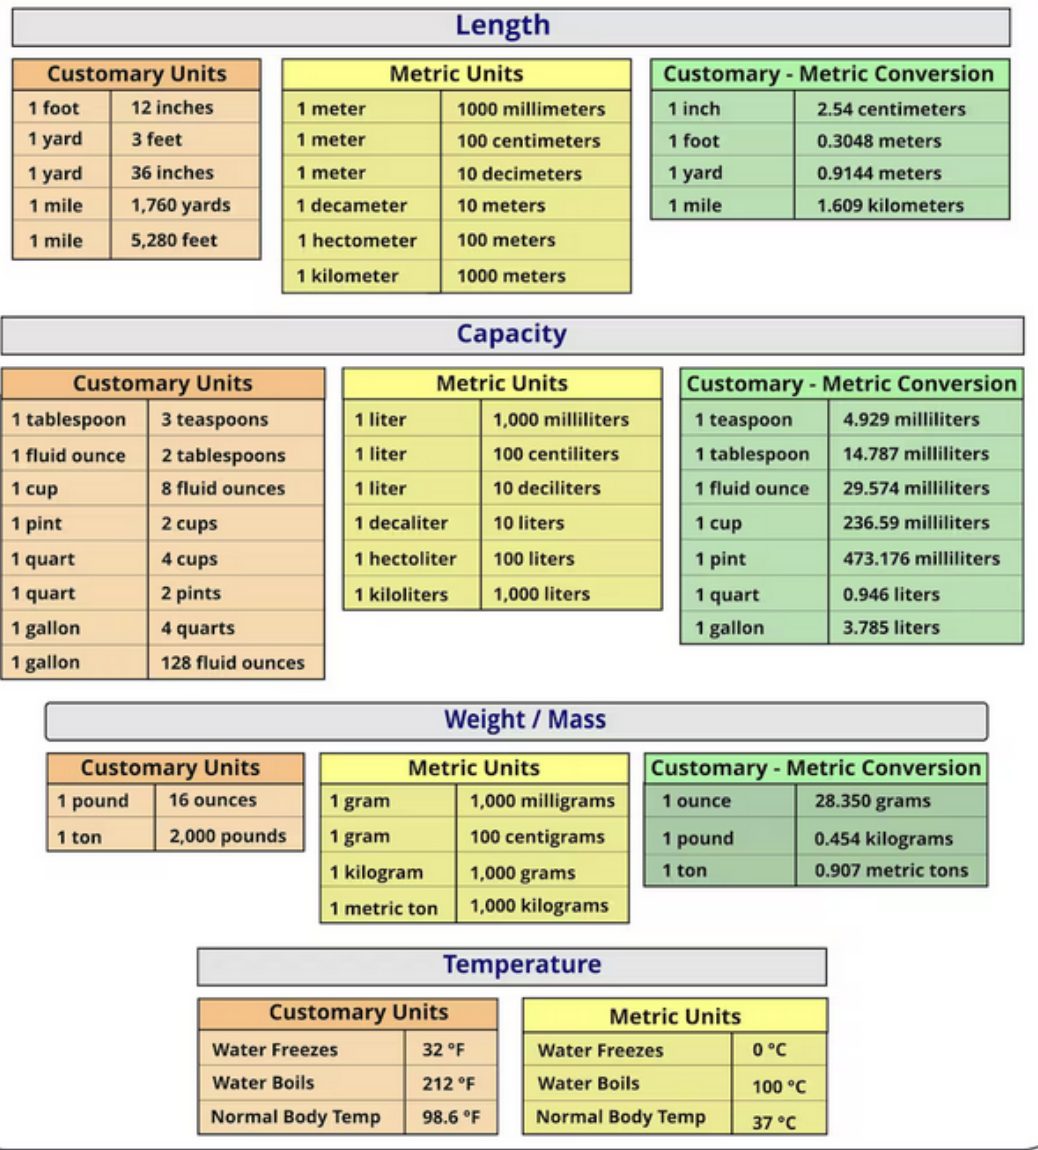 Length
Customary Units
1 foot 12 inches
1 yard 3 feet
1 yard 36 inches
1 mile 1,760 yards
1 mile 5,280 feet
Metric Units
1 meter 1000 millimeters
1 meter 100 centimeters
1 meter 10 decimeters
1 decameter 10 meters
1 hectometer 100 meters
1 kilometer 1000 meters
Customary - Metric Conversion
1 inch 2.54 centimeters
1 foot 0.3048 meters
1 yard 0.9144 meters
1 mile 1.609 kilometers
Capacity
Customary Units
1 tablespoon 3 teaspoons
1 fluid ounce 2 tablespoons
1 cup 8 fluid ounces
1 pint 2 cups
1 quart 4 cups
1 quart 2 pints
1 gallon 4 quarts
1 gallon 128 fluid ounces
Metric Units
1 liter 1,000 milliliters
1 liter 100 centiliters
1 liter 10 deciliters
1 decaliter 10 liters
1 hectoliter 100 liters
1 kiloliters 1,000 liters
Customary - Metric Conversion
1 teaspoon 4.929 milliliters
1 tablespoon 14.787 milliliters
1 fluid ounce 29.574 milliliters
1 cup 236.59 milliliters
1 pint 473.176 milliliters
1 quart 0.946 liters
1 gallon 3.785 liters
Weight / Mass
Customary Units
1 pound 16 ounces
1 ton 2,000 pounds
Metric Units
1 gram 1,000 milligrams
1 gram 100 centigrams
1 kilogram 1,000 grams
1 metric ton 1,000 kilograms
Customary - Metric Conversion
1 ounce 28.350 grams
1 pound 0.454 kilograms
1 ton 0.907 metric tons
Temperature
Customary Units
Water Freezes 32 °F
Water Boils 212 °F
Normal Body Temp 98.6 °F
Metric Units
Water Freezes 0 °C
Water Boils 100 °C
Normal Body Temp 37 °C